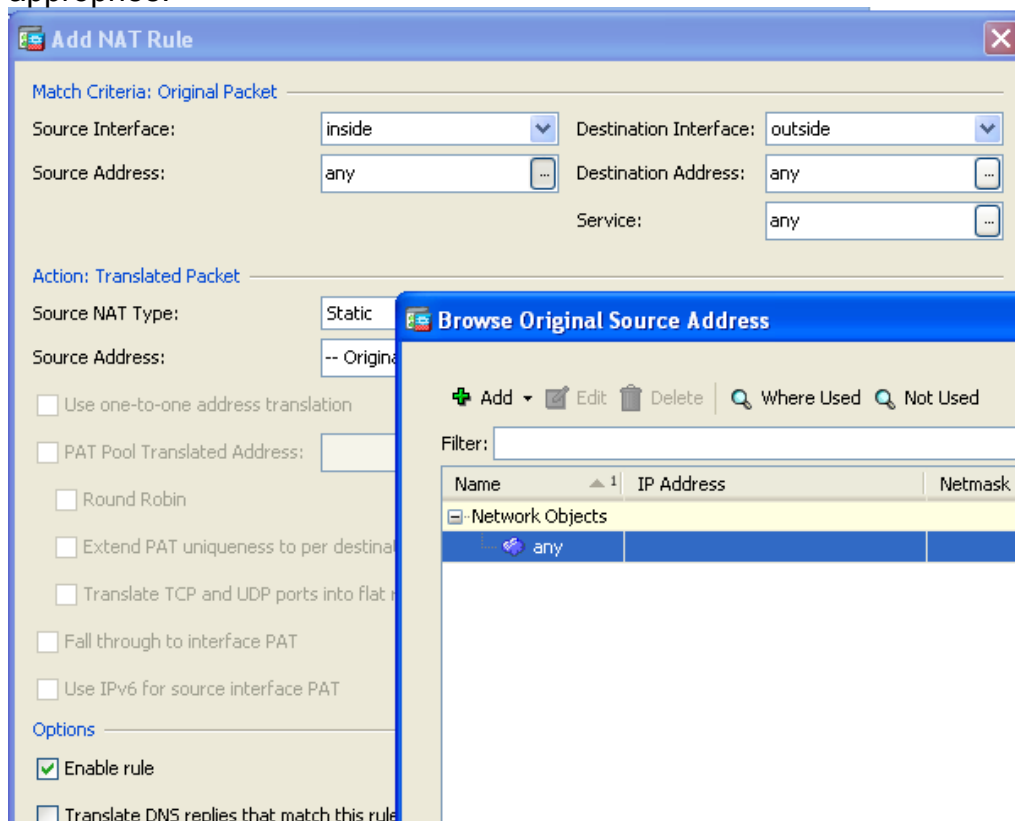 Add NAT Rule
Match Criteria: Original Packet
Source Interface: inside Destination Interface: outside
Source Address: any ... Destination Address: any ...
Service: any ...
Action: Translated Packet
Source NAT Type: Static
Source Address: -- Origina
Use one-to-one address translation
PAT Pool Translated Address:
Round Robin
Extend PAT uniqueness to per destinat
Translate TCP and UDP ports into flat r
Fall through to interface PAT
Use IPv6 for source interface PAT
Options
Enable rule
Translate DNS replies that match this rule
Browse Original Source Address
Add Edit Delete Where Used Not Used
Filter:
Name 1 IP Address Netmask
Network Objects
any